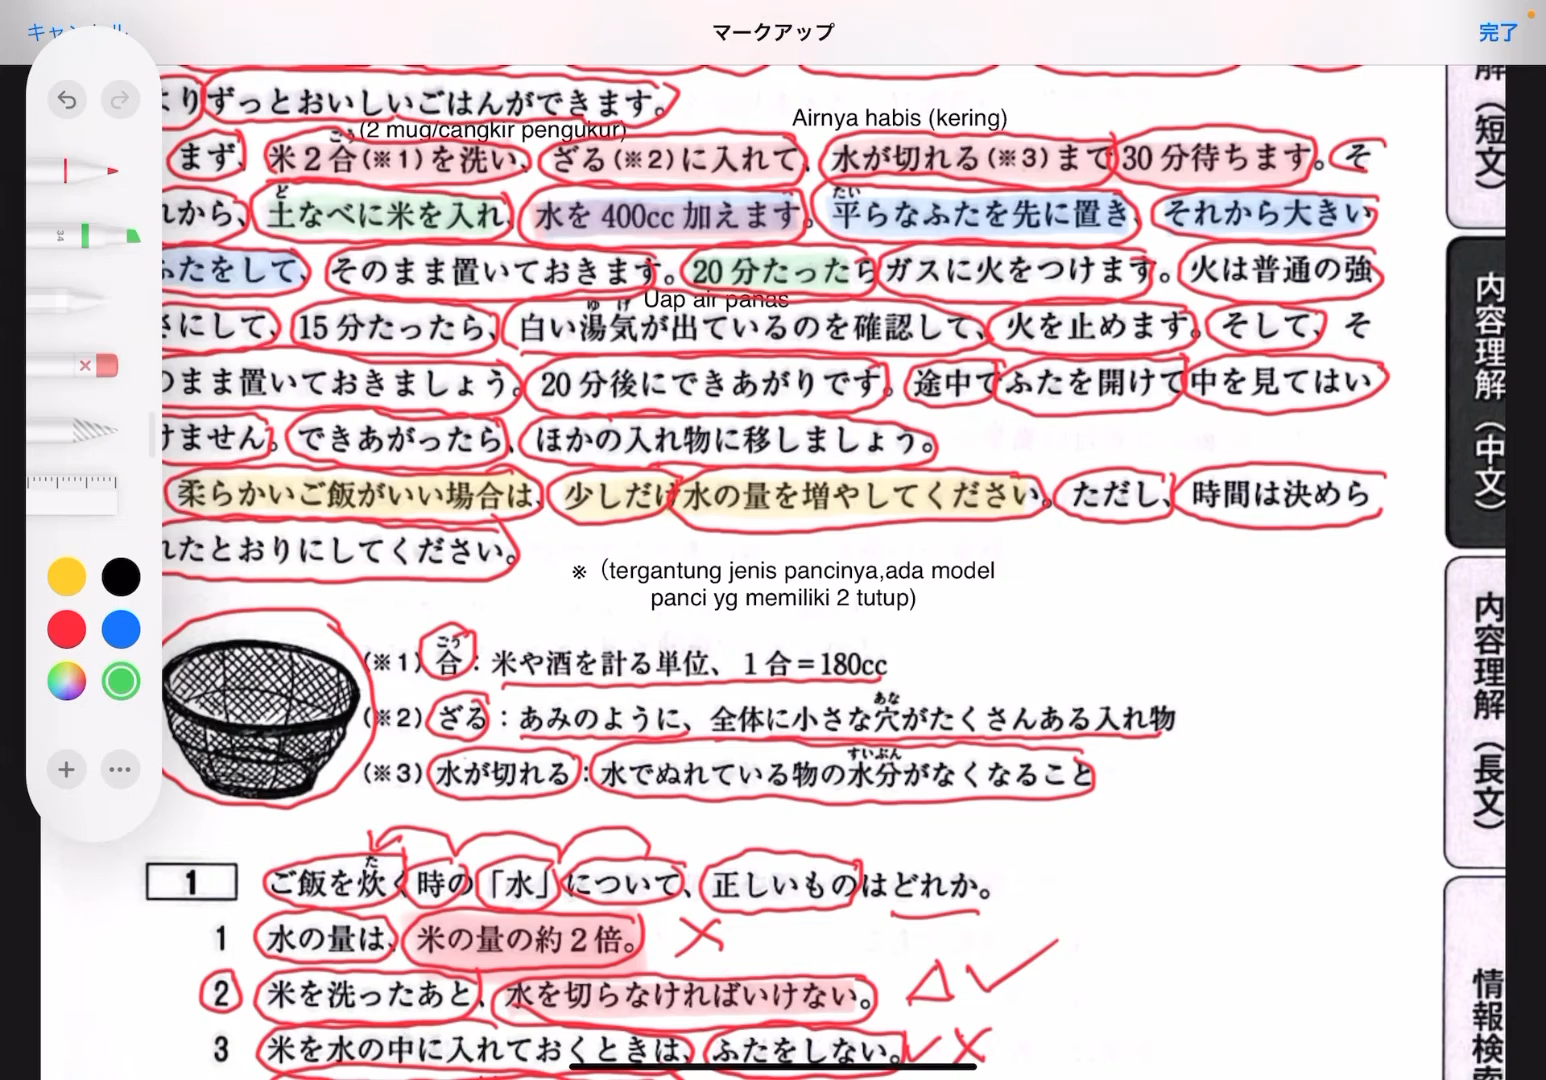 キャンセル
マークアップ
完了
よりずっとおいしいごはんができます。
(2 mug/cangkir pengukur)
Airnya habis (kering)
まず、米2合(※1)を洗い、ざる(※2)に入れて、水が切れる(※3)まで30分待ちます。そ
れから、土なべに米を入れ、水を400cc加えます。平らなふたを先に置き、それから大きい
ふたをして、そのまま置いておきます。20分たったらガスに火をつけます。火は普通の強
Uap air panas
さにして、15分たったら、白い湯気が出ているのを確認して、火を止めます。そして、そ
のまま置いておきましょう。20分後にできあがりです。途中でふたを開けて中を見てはい
けません。できあがったら、ほかの入れ物に移しましょう。
柔らかいご飯がいい場合は、少しだけ水の量を増やしてください。ただし、時間は決めら
れたとおりにしてください。
※（tergantung jenis pancinya,ada model
panci yg memiliki 2 tutup)
(※1) 合：米や酒を計る単位、1合＝180cc
(※2) ざる：あみのように、全体に小さな穴がたくさんある入れ物
(※3) 水が切れる：水でぬれている物の水分がなくなること
1 ご飯を炊く時の「水」について、正しいものはどれか。
1 水の量は、米の量の約2倍。
2 米を洗ったあと、水を切らなければいけない。
3 米を水の中に入れておくときは、ふたをしない。
解（短文）
内容理解（中文）
内容理解（長文）
情報検索
34